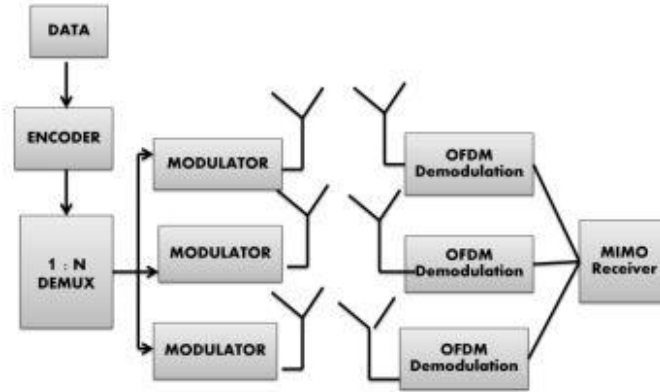 DATA
ENCODER
1 : N
DEMUX
MODULATOR
MODULATOR
MODULATOR
OFDM
Demodulation
OFDM
Demodulation
OFDM
Demodulation
MIMO
Receiver